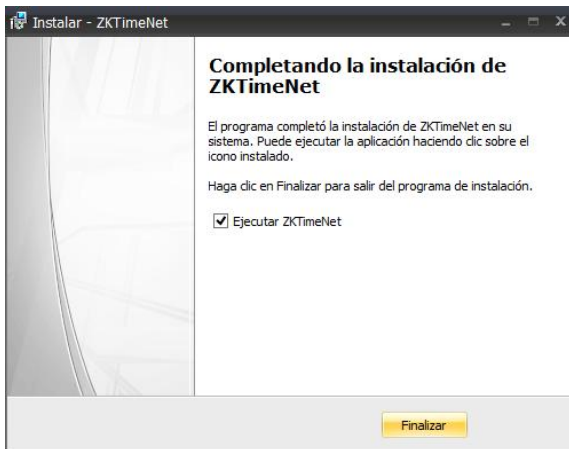 Instalar - ZKTimeNet
Completando la instalación de
ZKTimeNet
El programa completó la instalación de ZKTimeNet en su
sistema. Puede ejecutar la aplicación haciendo clic sobre el
icono instalado.
Haga clic en Finalizar para salir del programa de instalación.
Ejecutar ZKTimeNet
Finalizar